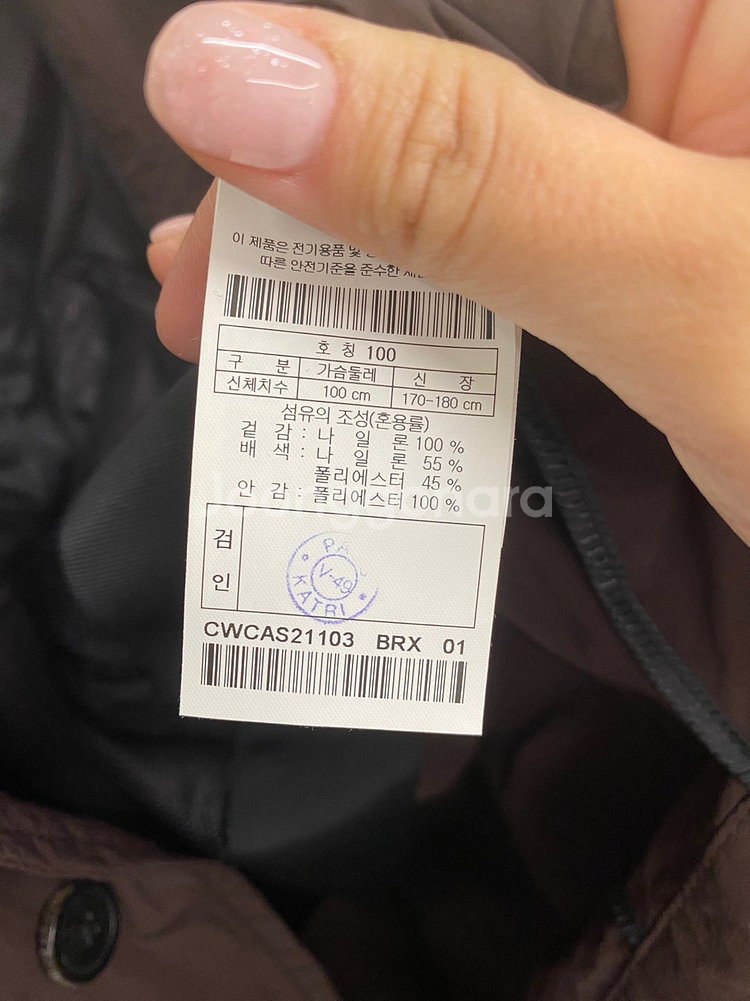 이 제품은 전기용품 및
따른 안전기준을 준수한
호 칭 100
구 분 가슴둘레 신 장
신체치수 100 cm 170-180 cm
섬유의 조성(혼용률)
겉 감 : 나 일 론 100 %
배 색 : 나 일 론 55 %
폴리에스터 45 %
안 감 : 폴리에스터 100 %
검
인
V-49
KATRI
CWCAS21103 BRX 01